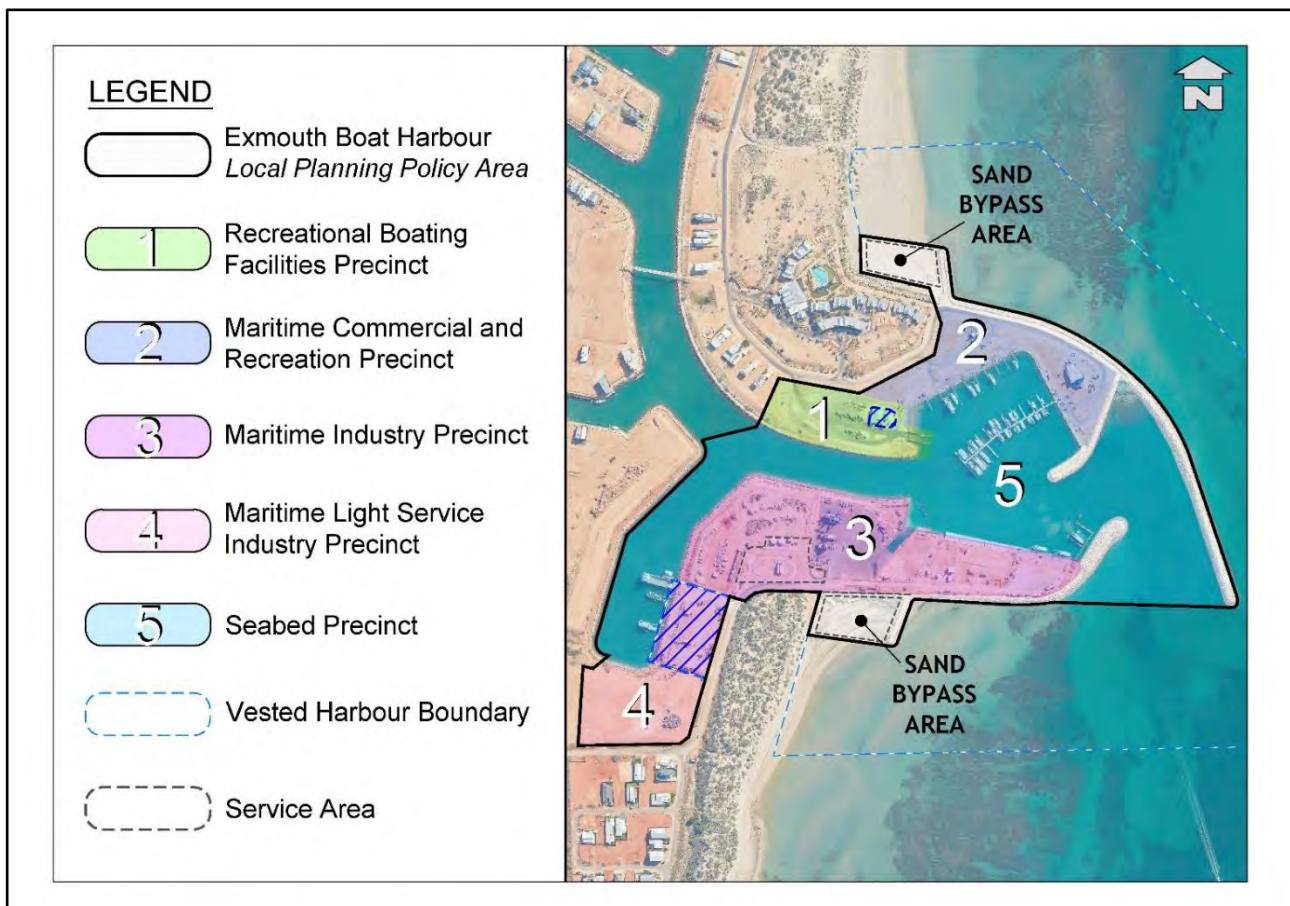 LEGEND
Exmouth Boat Harbour
Local Planning Policy Area
1
Recreational Boating
Facilities Precinct
2
Maritime Commercial and
Recreation Precinct
3
Maritime Industry Precinct
4
Maritime Light Service
Industry Precinct
5
Seabed Precinct
Vested Harbour Boundary
Service Area
N
SAND
BYPASS
AREA
2
1
5
3
4
SAND
BYPASS
AREA